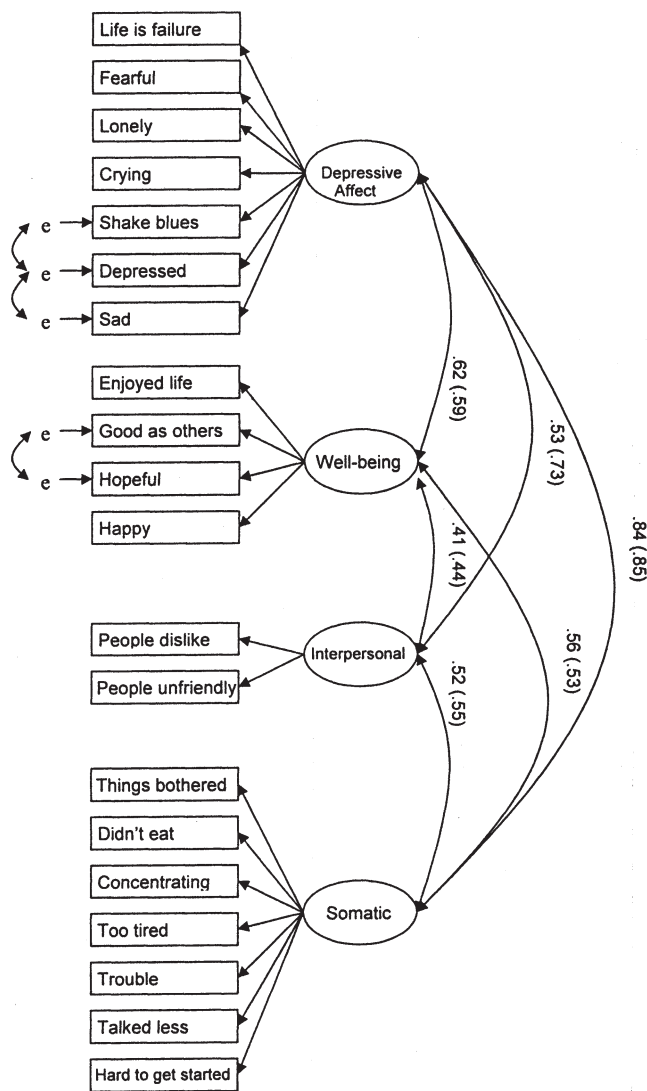 Life is failure
Fearful
Lonely
Crying
e
Shake blues
e
Depressed
e
Sad
Depressive
Affect
Enjoyed life
e
Good as others
e
Hopeful
Happy
Well-being
People dislike
People unfriendly
Interpersonal
Things bothered
Didn't eat
Concentrating
Too tired
Trouble
Talked less
Hard to get started
Somatic
.62 (.59)
.53 (.73)
.84 (.85)
.41 (.44)
.56 (.53)
.52 (.55)